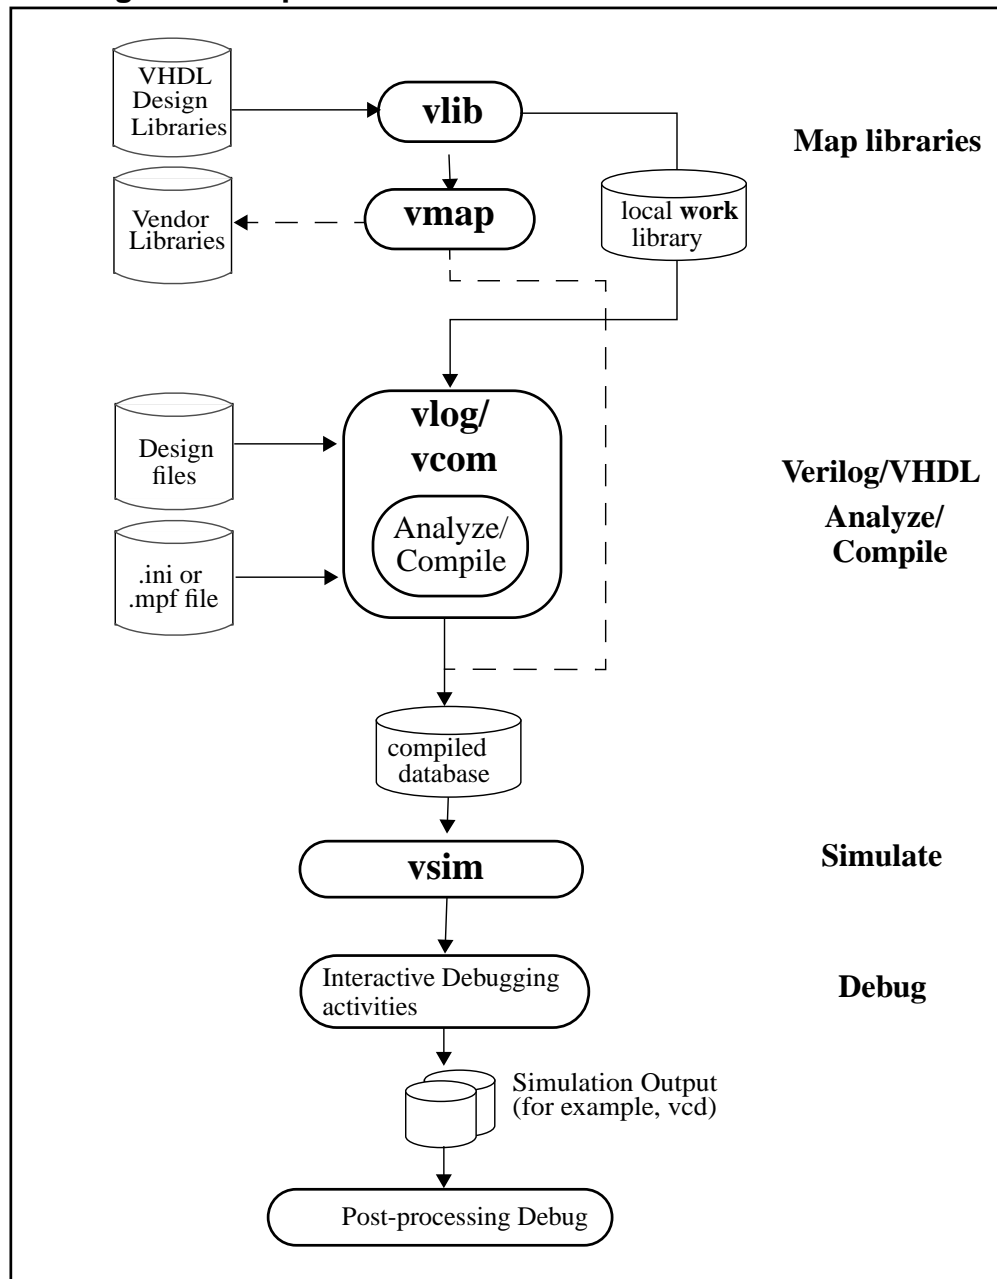 VHDL
Design
Libraries
vlib
Map libraries
Vendor
Libraries
vmap
local work
library
Design
files
vlog/
vcom
Analyze/
Compile
Verilog/VHDL
Analyze/
Compile
.ini or
.mpf file
compiled
database
vsim
Simulate
Interactive Debugging
activities
Debug
Simulation Output
(for example, vcd)
Post-processing Debug